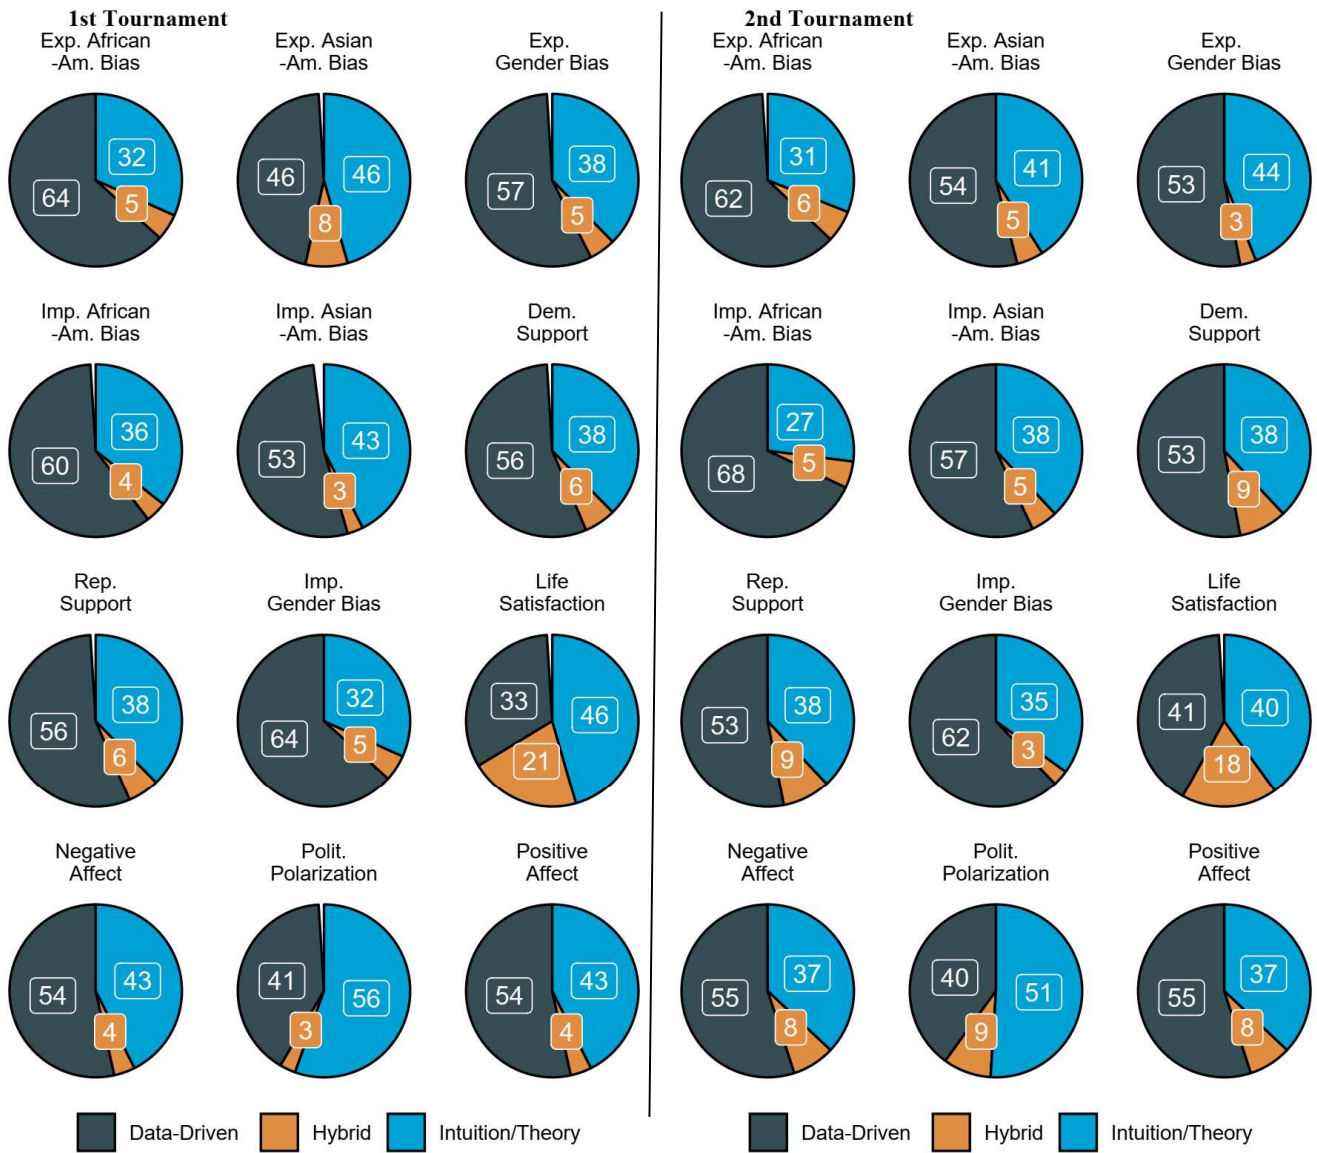 1st Tournament
2nd Tournament
Exp. African
-Am. Bias
Exp. Asian
-Am. Bias
Exp.
Gender Bias
Exp. African
-Am. Bias
Exp. Asian
-Am. Bias
Exp.
Gender Bias
32
64
5
46
46
8
38
57
5
31
62
6
41
54
5
44
53
3
Imp. African
-Am. Bias
Imp. Asian
-Am. Bias
Dem.
Support
Imp. African
-Am. Bias
Imp. Asian
-Am. Bias
Dem.
Support
36
60
4
43
53
3
38
56
6
27
68
5
38
57
5
38
53
9
Rep.
Support
Imp.
Gender Bias
Life
Satisfaction
Rep.
Support
Imp.
Gender Bias
Life
Satisfaction
38
56
6
32
64
5
33
46
21
38
53
9
35
62
3
41
40
18
Negative
Affect
Polit.
Polarization
Positive
Affect
Negative
Affect
Polit.
Polarization
Positive
Affect
54
43
4
41
56
3
54
43
4
55
37
8
40
51
9
55
37
8
Data-Driven
Hybrid
Intuition/Theory
Data-Driven
Hybrid
Intuition/Theory